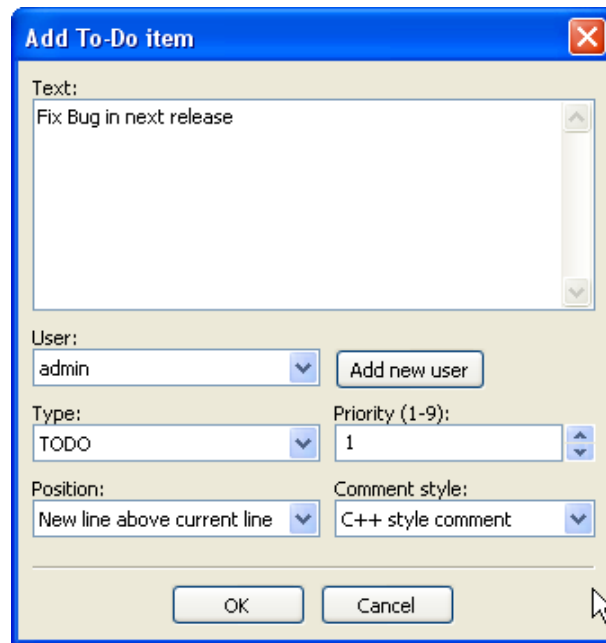 Add To-Do item
Text:
Fix Bug in next release
User:
admin
Add new user
Type:
Priority (1-9):
TODO
1
Position:
Comment style:
New line above current line
C++ style comment
OK
Cancel